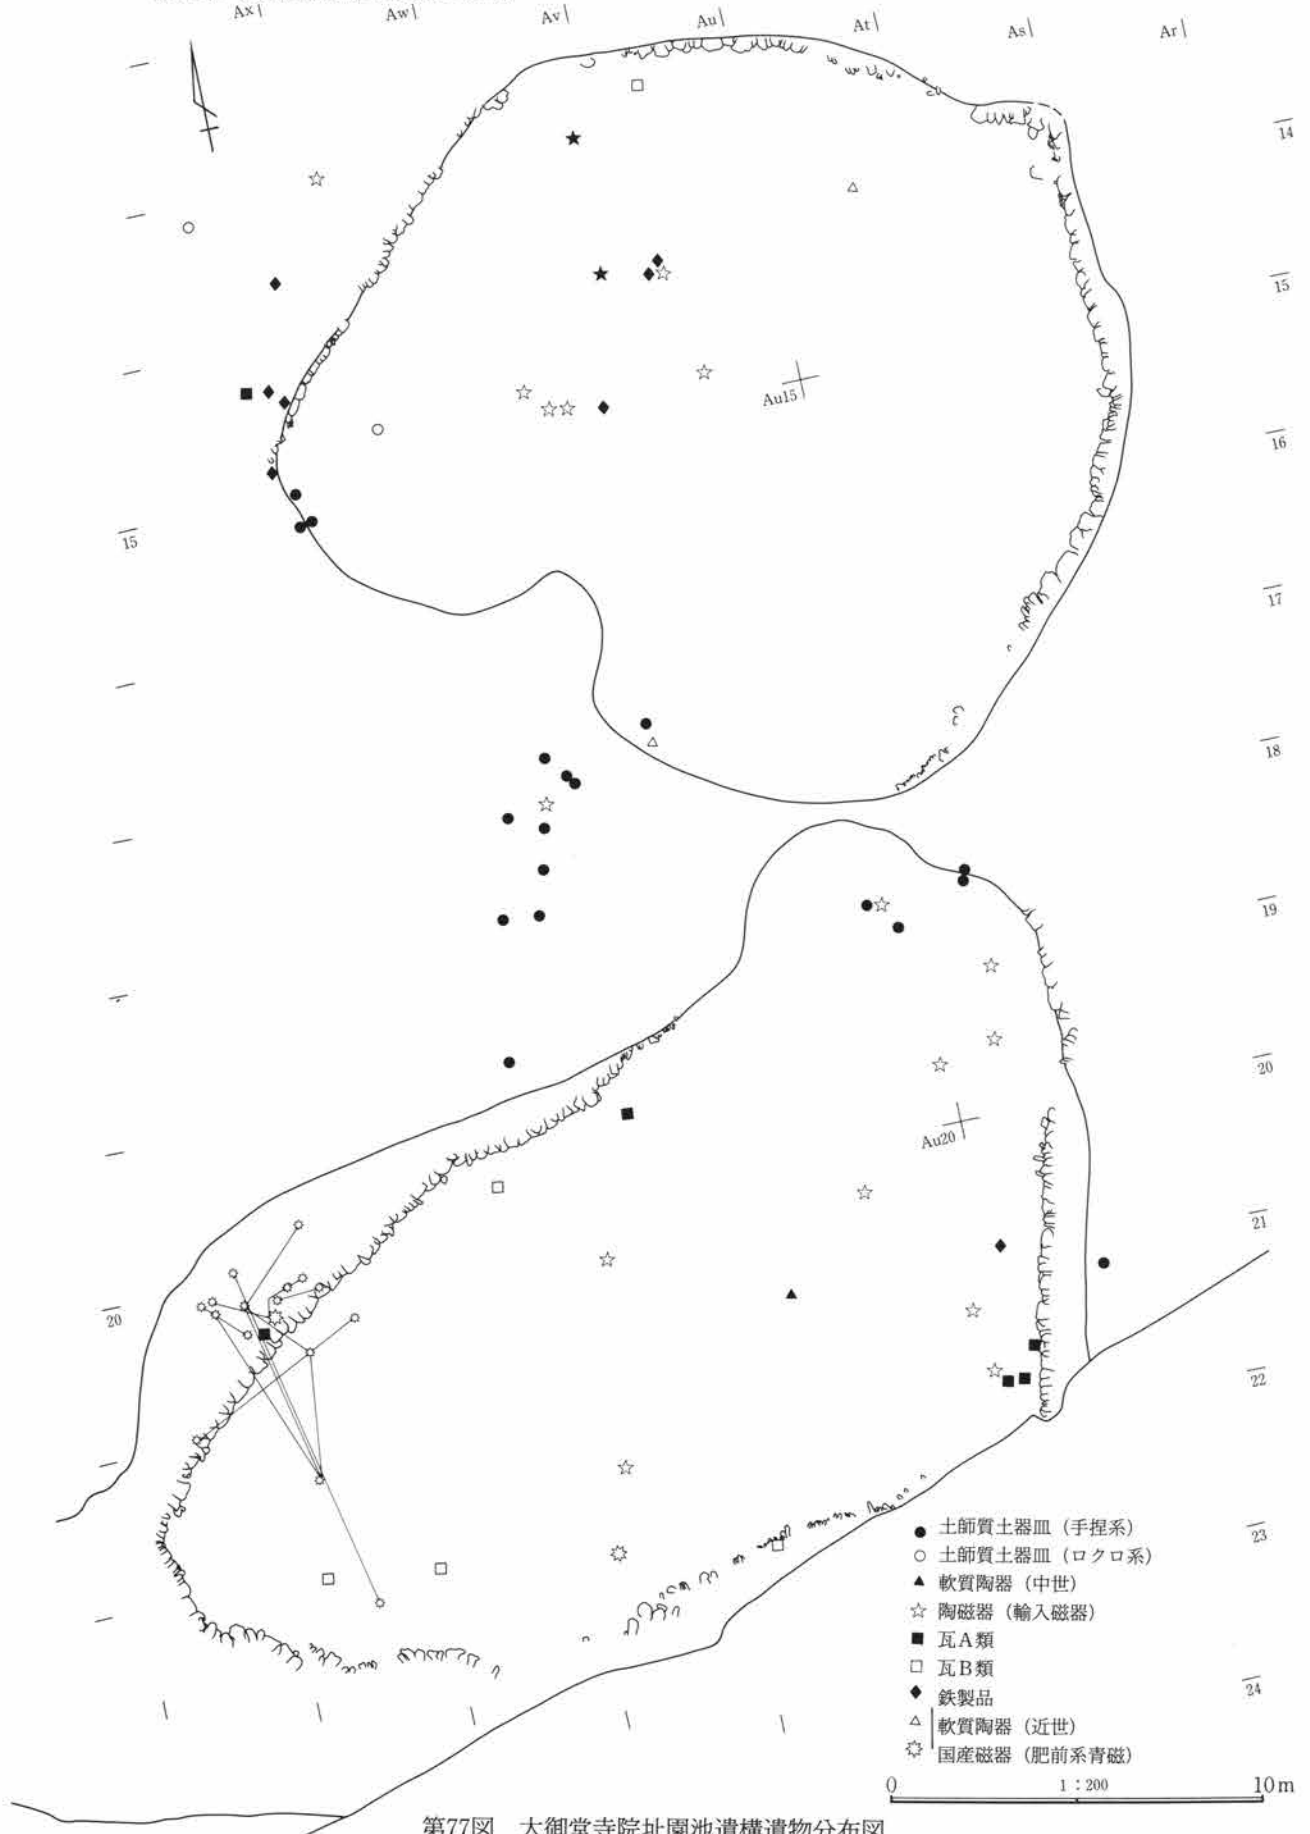 Ax Aw Av Au At As Ar
14
15
Au15
16
15
17
18
19
20
Au20
21
20
22
23
24
土師質土器皿（手捏系）
土師質土器皿（ロクロ系）
軟質陶器（中世）
陶磁器（輸入磁器）
瓦A類
瓦B類
鉄製品
軟質陶器（近世）
国産磁器（肥前系青磁）
0 1：200 10m
第77図 大御堂寺院址園池遺構遺物分布図